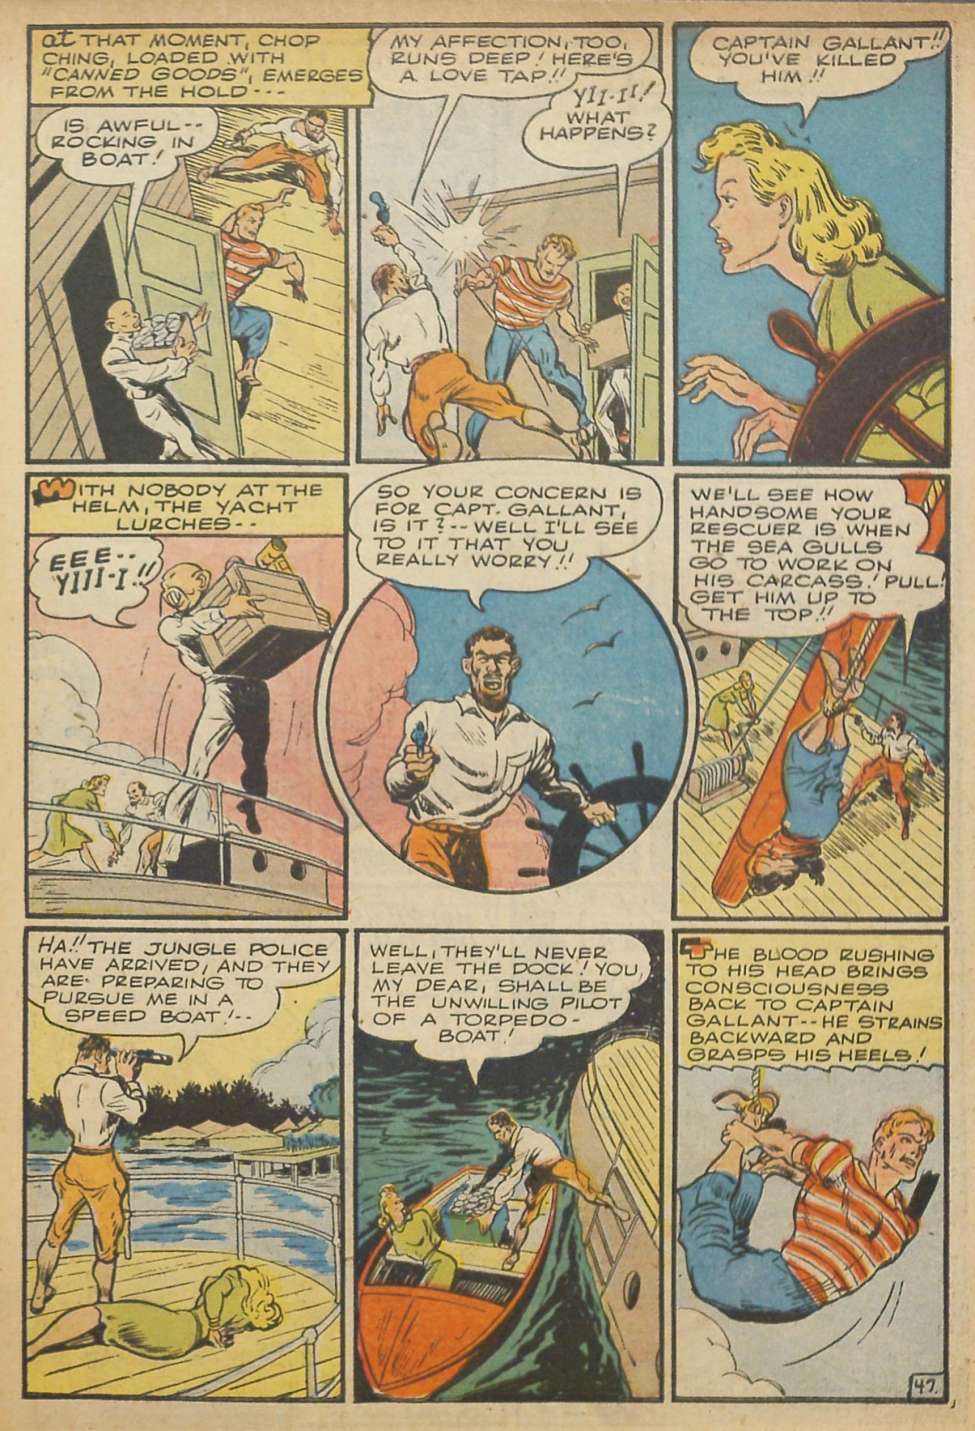 At THAT MOMENT, CHOP
CHING, LOADED WITH
"CANNED GOODS", EMERGES
FROM THE HOLD---
IS AWFUL--
ROCKING IN
BOAT!
MY AFFECTION, TOO,
RUNS DEEP! HERE'S
A LOVE TAP!!
YII-II!
WHAT
HAPPENS?
CAPTAIN GALLANT!!
YOU'VE KILLED
HIM!!
WITH NOBODY AT THE
HELM, THE YACHT
LURCHES--
EEE--
YIII-I!!
SO YOUR CONCERN IS
FOR CAPT. GALLANT,
IS IT?--WELL I'LL SEE
TO IT THAT YOU
REALLY WORRY!!
WE'LL SEE HOW
HANDSOME YOUR
RESCUER IS WHEN
THE SEA GULLS
GO TO WORK ON
HIS CARCASS! PULL!
GET HIM UP TO
THE TOP!!
HA!! THE JUNGLE POLICE
HAVE ARRIVED, AND THEY
ARE PREPARING TO
PURSUE ME IN A
SPEED BOAT!--
WELL, THEY'LL NEVER
LEAVE THE DOCK! YOU,
MY DEAR, SHALL BE
THE UNWILLING PILOT
OF A TORPEDO-
BOAT!
THE BLOOD RUSHING
TO HIS HEAD BRINGS
CONSCIOUSNESS
BACK TO CAPTAIN
GALLANT--HE STRAINS
BACKWARD AND
GRASPS HIS HEELS!
47.